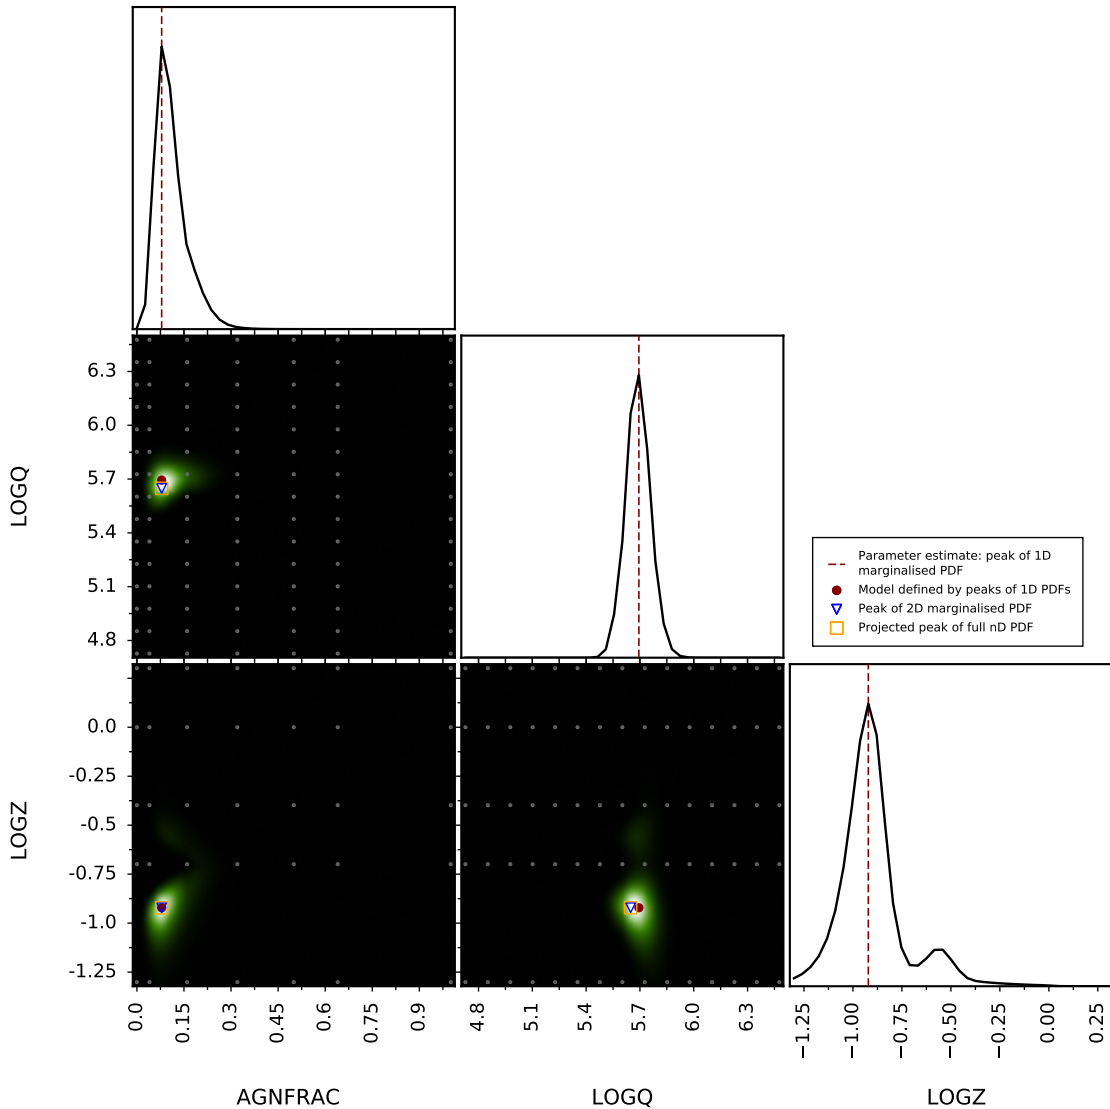 6.3
6.0
5.7
5.4
5.1
4.8
LOGQ
Parameter estimate: peak of 1D
marginalised PDF
Model defined by peaks of 1D PDFs
Peak of 2D marginalised PDF
Projected peak of full nD PDF
0.0
-0.25
-0.5
-0.75
-1.0
-1.25
LOGZ
0.0 0.15 0.3 0.45 0.6 0.75 0.9
4.8 5.1 5.4 5.7 6.0 6.3
−1.25 −1.00 −0.75 −0.50 −0.25 0.00 0.25
AGNFRAC LOGQ LOGZ